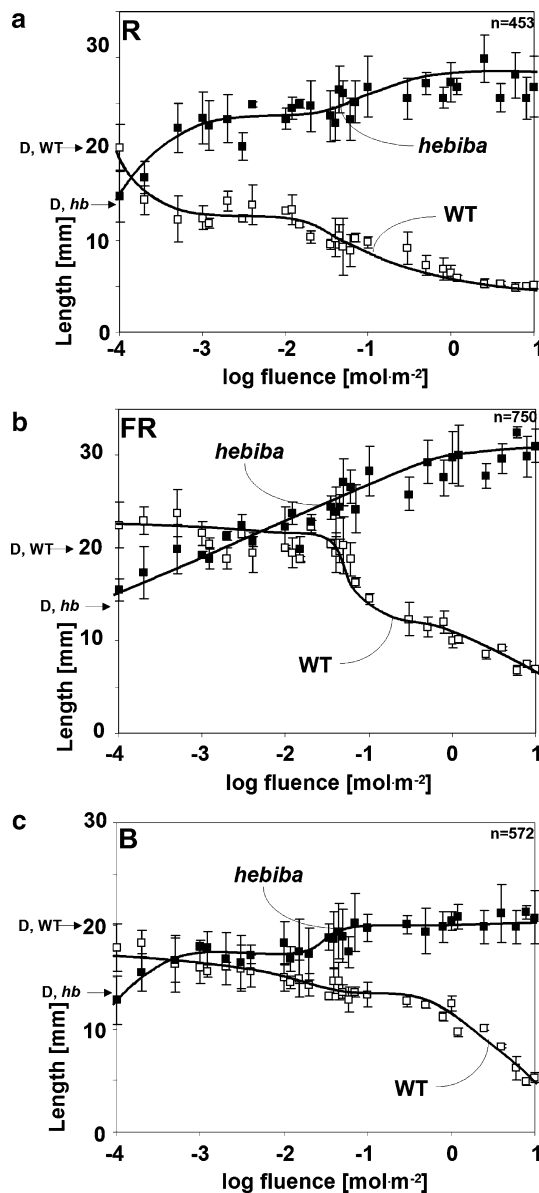 a
R
n=453
30
hebiba
D, WT
20
D, hb
WT
10
0
Length [mm]
-4 -3 -2 -1 0 1
log fluence [mol·m-2]
b
FR
n=750
30
hebiba
D, WT
20
D, hb
10
WT
0
Length [mm]
-4 -3 -2 -1 0 1
log fluence [mol·m-2]
c
B
n=572
30
hebiba
D, WT
20
D, hb
10
WT
0
Length [mm]
-4 -3 -2 -1 0 1
log fluence [mol·m-2]